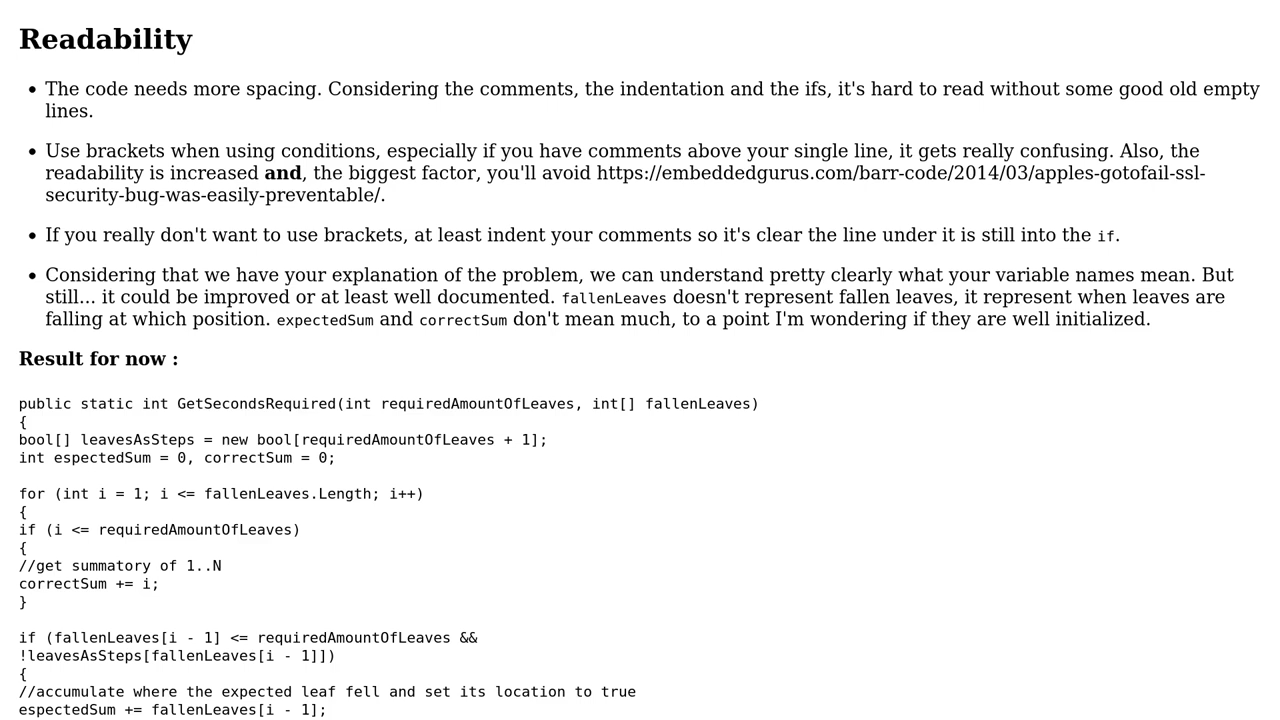 Readability
• The code needs more spacing. Considering the comments, the indentation and the ifs, it's hard to read without some good old empty
lines.
• Use brackets when using conditions, especially if you have comments above your single line, it gets really confusing. Also, the
readability is increased and, the biggest factor, you'll avoid https://embeddedgurus.com/barr-code/2014/03/apples-gotofail-ssl-
security-bug-was-easily-preventable/.
• If you really don't want to use brackets, at least indent your comments so it's clear the line under it is still into the if.
• Considering that we have your explanation of the problem, we can understand pretty clearly what your variable names mean. But
still... it could be improved or at least well documented. fallenLeaves doesn't represent fallen leaves, it represent when leaves are
falling at which position. expectedSum and correctSum don't mean much, to a point I'm wondering if they are well initialized.
Result for now :
public static int GetSecondsRequired(int requiredAmountOfLeaves, int[] fallenLeaves)
{
bool[] leavesAsSteps = new bool[requiredAmountOfLeaves + 1];
int espectedSum = 0, correctSum = 0;
for (int i = 1; i <= fallenLeaves.Length; i++)
{
if (i <= requiredAmountOfLeaves)
{
//get summatory of 1..N
correctSum += i;
}
if (fallenLeaves[i - 1] <= requiredAmountOfLeaves &&
!leavesAsSteps[fallenLeaves[i - 1]])
{
//accumulate where the expected leaf fell and set its location to true
espectedSum += fallenLeaves[i - 1];